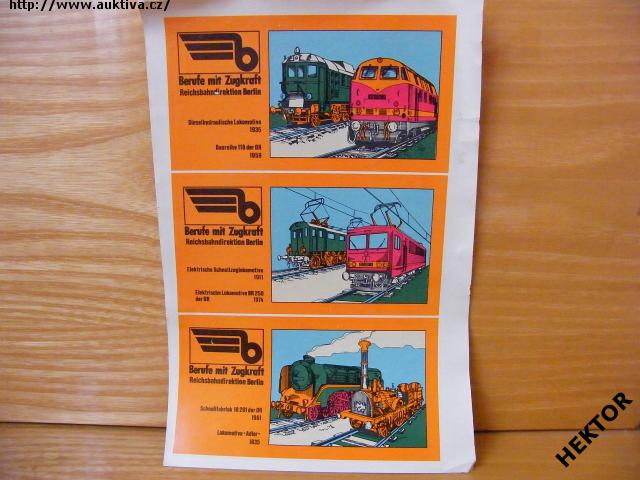 http://www.auktiva.cz/
Berufe mit Zugkraft
Reichsbahndirektion Berlin
Dieselhydraulische Lokomotive
1935
Baureihe 118 der DR
1959
Berufe mit Zugkraft
Reichsbahndirektion Berlin
Elektrische Schnellzuglokomotive
1911
Elektrische Lokomotive BR 250
der DR
1974
Berufe mit Zugkraft
Reichsbahndirektion Berlin
Schnellfahrlok 18 201 der DR
1961
Lokomotive »Adler«
1835
HEKTOR